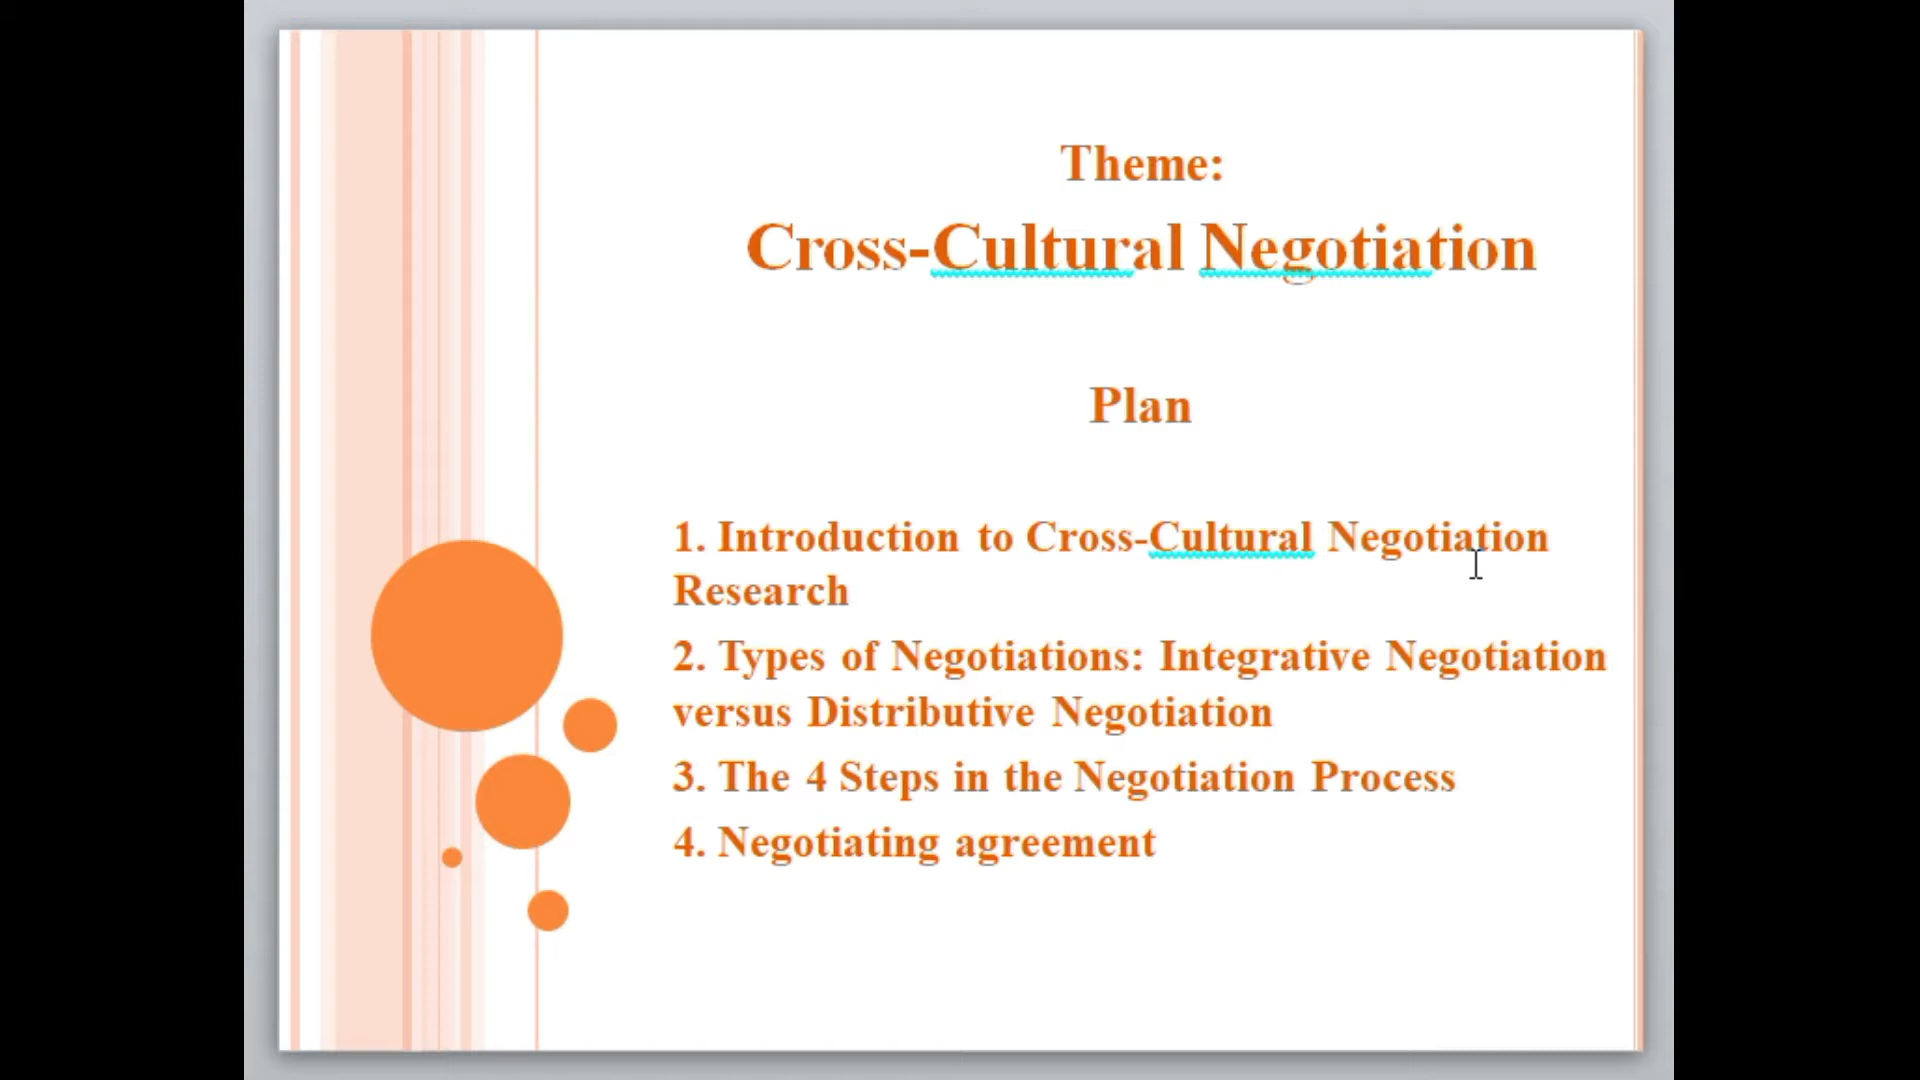 Theme:
Cross-Cultural Negotiation
Plan
1. Introduction to Cross-Cultural Negotiation
Research
2. Types of Negotiations: Integrative Negotiation
versus Distributive Negotiation
3. The 4 Steps in the Negotiation Process
4. Negotiating agreement